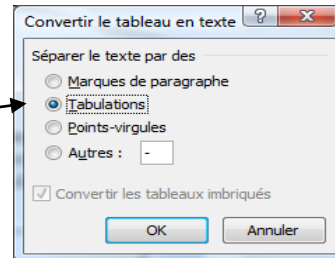 Convertir le tableau en texte
Séparer le texte par des
Marques de paragraphe
Tabulations
Points-virgules
Autres : -
Convertir les tableaux imbriqués
OK Annuler